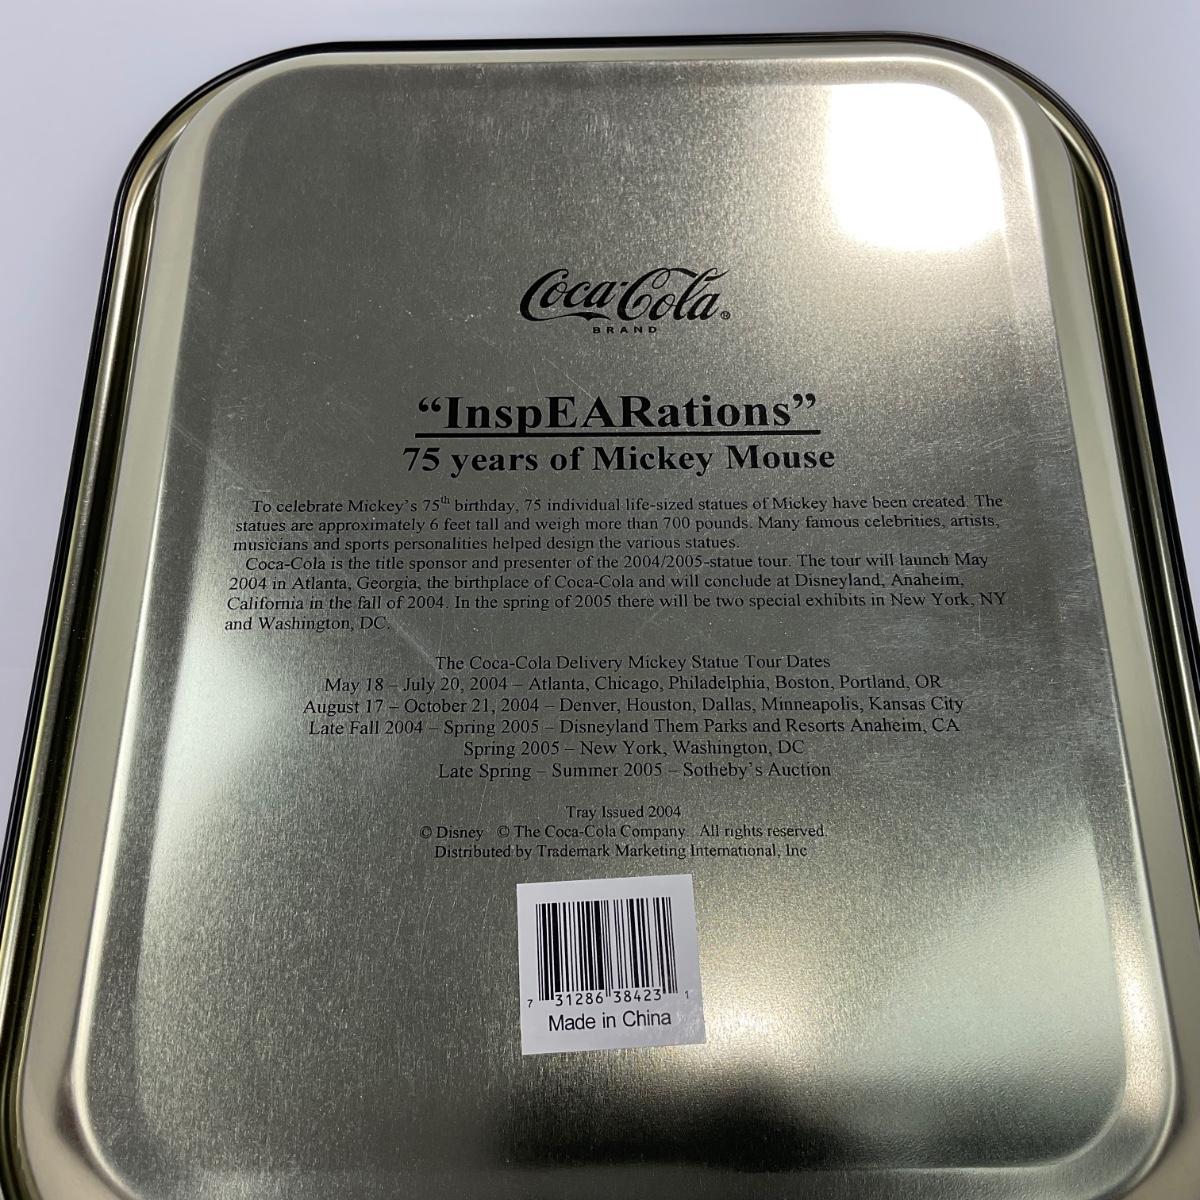 Coca-Cola®
BRAND
“InspEARations”
75 years of Mickey Mouse
To celebrate Mickey’s 75th birthday, 75 individual life-sized statues of Mickey have been created. The
statues are approximately 6 feet tall and weigh more than 700 pounds. Many famous celebrities, artists,
musicians and sports personalities helped design the various statues.
Coca-Cola is the title sponsor and presenter of the 2004/2005-statue tour. The tour will launch May
2004 in Atlanta, Georgia, the birthplace of Coca-Cola and will conclude at Disneyland, Anaheim,
California in the fall of 2004. In the spring of 2005 there will be two special exhibits in New York, NY
and Washington, DC.
The Coca-Cola Delivery Mickey Statue Tour Dates
May 18 – July 20, 2004 – Atlanta, Chicago, Philadelphia, Boston, Portland, OR
August 17 – October 21, 2004 – Denver, Houston, Dallas, Minneapolis, Kansas City
Late Fall 2004 – Spring 2005 – Disneyland Them Parks and Resorts Anaheim, CA
Spring 2005 – New York, Washington, DC
Late Spring – Summer 2005 – Sotheby’s Auction
Tray Issued 2004
© Disney © The Coca-Cola Company. All rights reserved.
Distributed by Trademark Marketing International, Inc
7 31286 38423 1
Made in China